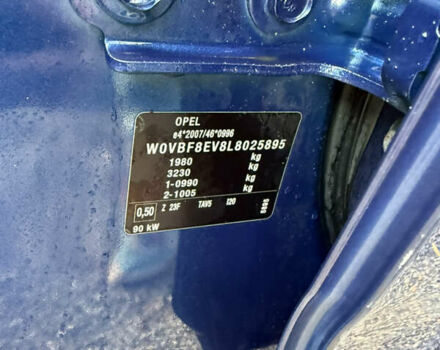 OPEL
e4*2007/46*0996
W0VBF8EV8L8025895
1980 kg
3230 kg
1-0990 kg
2-1005 kg
0,50 Z 23F TAV5 I20
90 kW